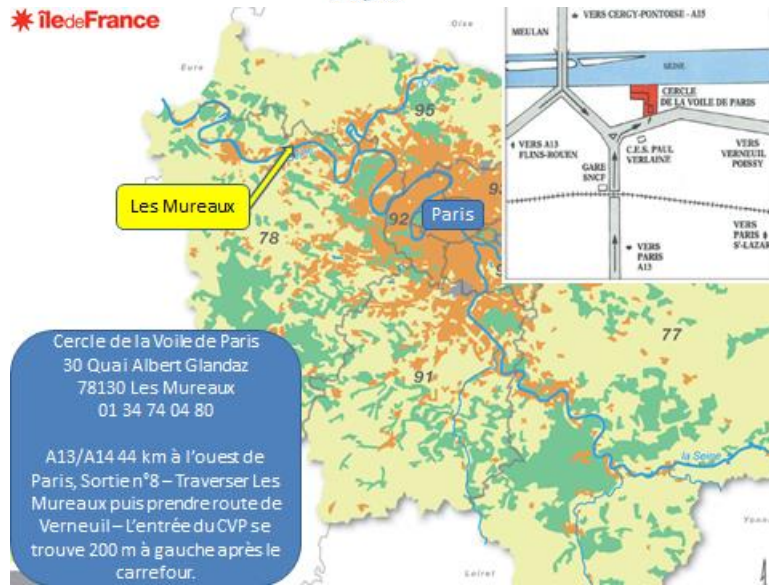 îledeFrance
Oise
Eure
95
Les Mureaux
92
Paris
78
77
91
la Seine
Loiret
VERS CERGY-PONTOISE - A15
MEULAN
SEINE
CERCLE
DE LA VOILE DE PARIS
VERS A13
FLINS-ROUEN
C.E.S. PAUL
VERLAINE
VERS
VERNEUIL
POISSY
GARE
SNCF
VERS
PARIS
ST-LAZAR
VERS
PARIS
A13
Cercle de la Voile de Paris
30 Quai Albert Glandaz
78130 Les Mureaux
01 34 74 04 80
A13/A14 44 km à l'ouest de
Paris, Sortie n°8 – Traverser Les
Mureaux puis prendre route de
Verneuil – L'entrée du CVP se
trouve 200 m à gauche après le
carrefour.